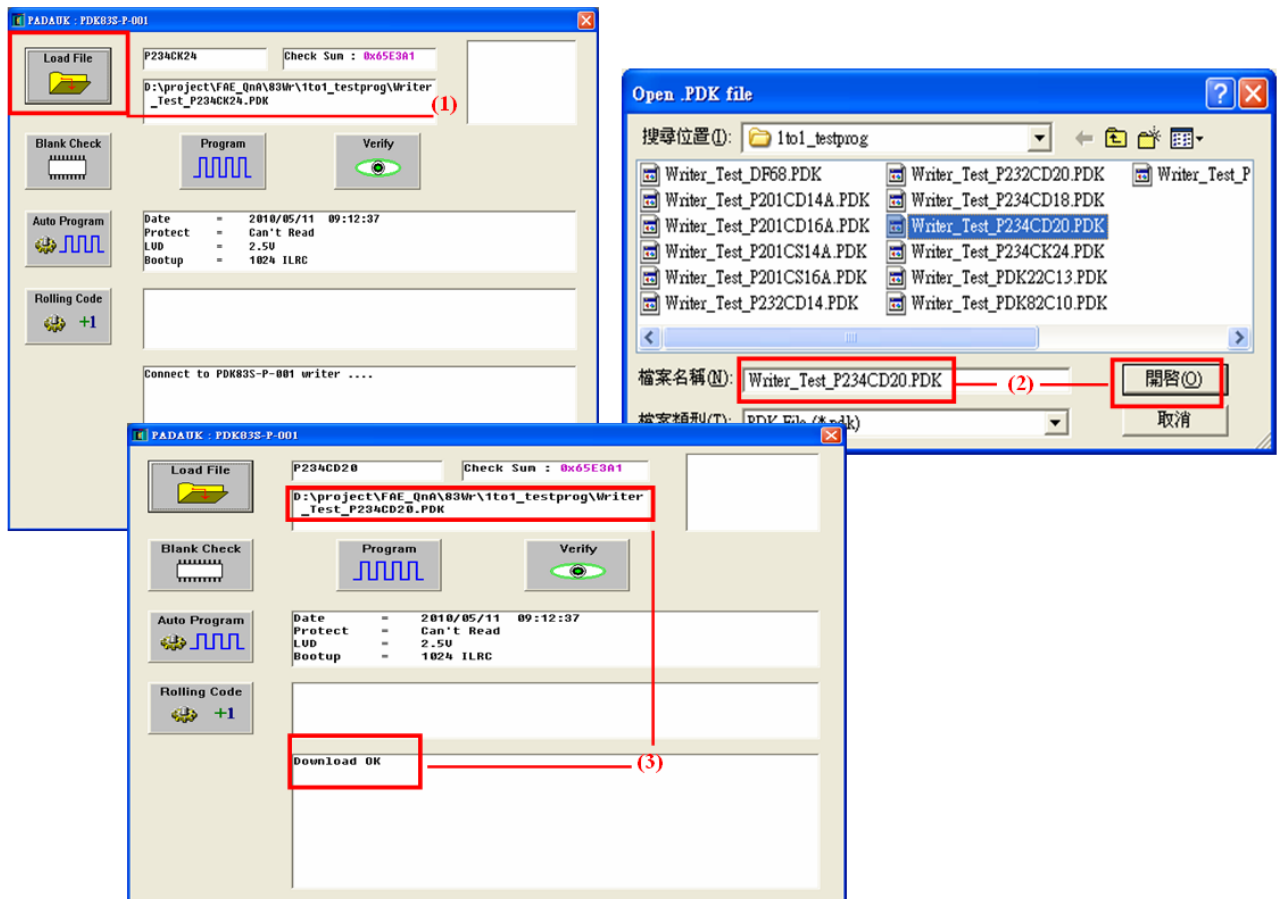 PADAUK : PDK83S-P-001
Load File
P234CK24
Check Sum : 0x65E3A1
D:\project\FAE_QnA\83Wr\1to1_testprog\Writer
_Test_P234CK24.PDK
(1)
Blank Check
Program
Verify
Auto Program
Date = 2010/05/11 09:12:37
Protect = Can't Read
LVD = 2.5V
Bootup = 1024 ILRC
Rolling Code
+1
Connect to PDK83S-P-001 writer ....
Open .PDK file
搜尋位置(I):
1to1_testprog
Writer_Test_DF68.PDK
Writer_Test_P201CD14A.PDK
Writer_Test_P201CD16A.PDK
Writer_Test_P201CS14A.PDK
Writer_Test_P201CS16A.PDK
Writer_Test_P232CD14.PDK
Writer_Test_P232CD20.PDK
Writer_Test_P234CD18.PDK
Writer_Test_P234CD20.PDK
Writer_Test_P234CK24.PDK
Writer_Test_PDK22C13.PDK
Writer_Test_PDK82C10.PDK
Writer_Test_P
檔案名稱(N):
Writer_Test_P234CD20.PDK
(2)
開啓(O)
檔案類型(T):
PDK File (*.pdk)
取消
PADAUK : PDK83S-P-001
Load File
P234CD20
Check Sum : 0x65E3A1
D:\project\FAE_QnA\83Wr\1to1_testprog\Writer
_Test_P234CD20.PDK
Blank Check
Program
Verify
Auto Program
Date = 2010/05/11 09:12:37
Protect = Can't Read
LVD = 2.5V
Bootup = 1024 ILRC
Rolling Code
+1
Download OK
(3)